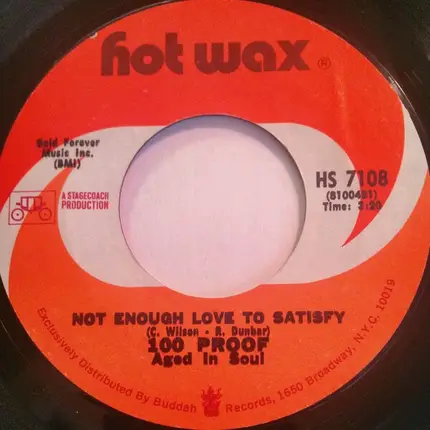 hot wax ®
Gold Forever
Music Inc.
(BMI)
HS 7108
(8100481)
Time: 3:20
A STAGECOACH
PRODUCTION
NOT ENOUGH LOVE TO SATISFY
(C. Wilson - R. Dunbar)
100 PROOF
Aged In Soul
Exclusively Distributed By Buddah Records, 1650 Broadway, N.Y.C. 10019